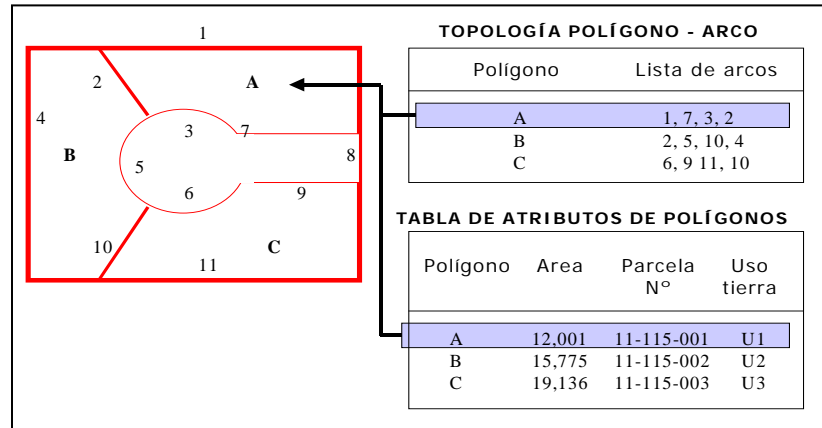 1
2
A
4
3
7
B
5
8
6
9
10
C
11
TOPOLOGÍA POLÍGONO - ARCO
Polígono Lista de arcos
A 1, 7, 3, 2
B 2, 5, 10, 4
C 6, 9 11, 10
TABLA DE ATRIBUTOS DE POLÍGONOS
Polígono Area Parcela Uso
Nº tierra
A 12,001 11-115-001 U1
B 15,775 11-115-002 U2
C 19,136 11-115-003 U3